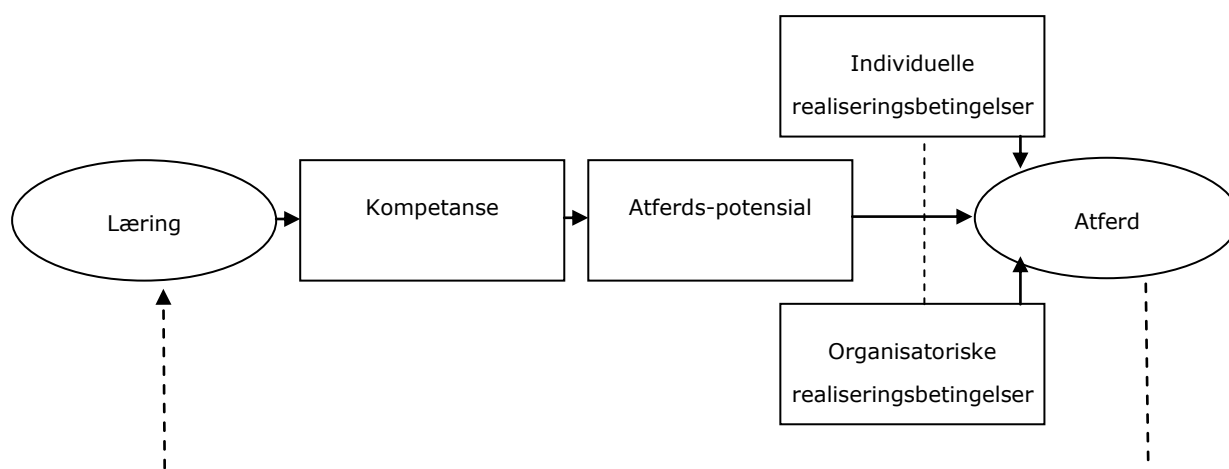 Individuelle
realiseringsbetingelser
Læring
Kompetanse
Atferds-potensial
Atferd
Organisatoriske
realiseringsbetingelser